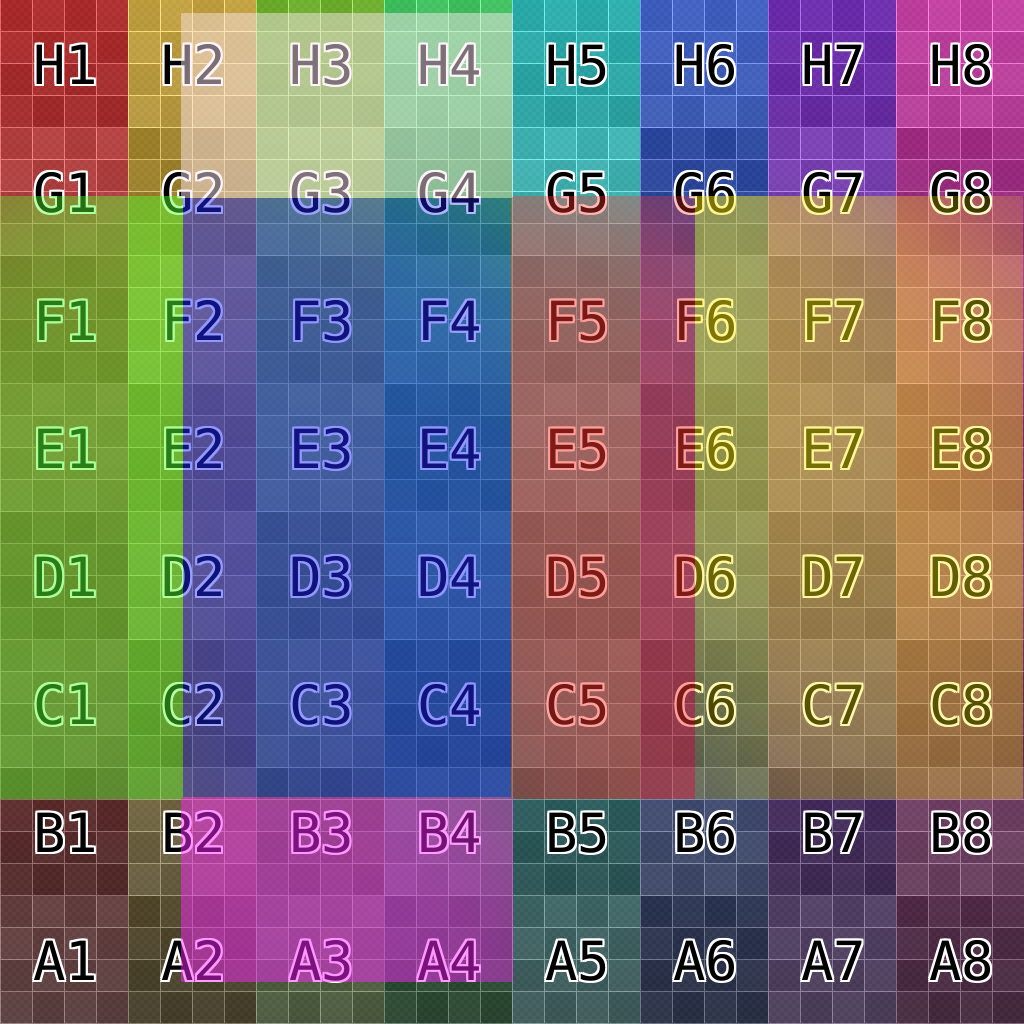 H1 H2 H3 H4 H5 H6 H7 H8
G1 G2 G3 G4 G5 G6 G7 G8
F1 F2 F3 F4 F5 F6 F7 F8
E1 E2 E3 E4 E5 E6 E7 E8
D1 D2 D3 D4 D5 D6 D7 D8
C1 C2 C3 C4 C5 C6 C7 C8
B1 B2 B3 B4 B5 B6 B7 B8
A1 A2 A3 A4 A5 A6 A7 A8